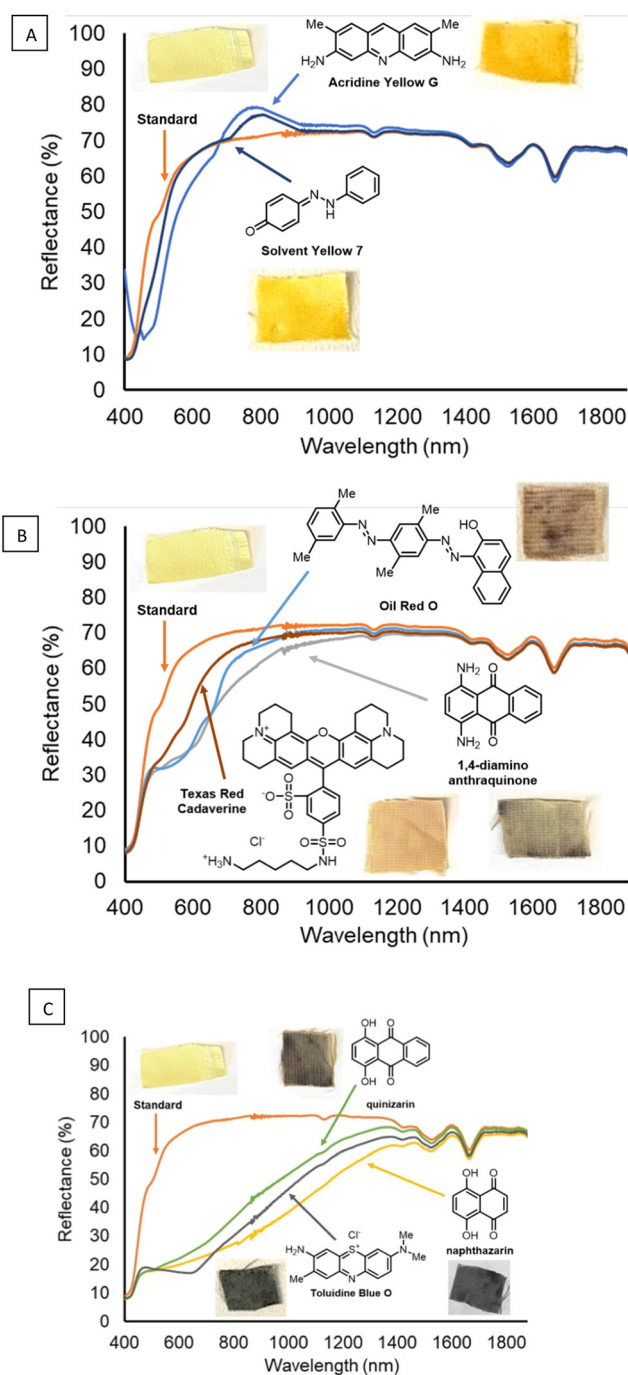 A
100
90
80
70
60
50
40
30
20
10
0
Reflectance (%)
Me
Me
H₂N
N
NH₂
Acridine Yellow G
Standard
N
N
H
O
Solvent Yellow 7
400 600 800 1000 1200 1400 1600 1800
Wavelength (nm)
B
100
90
80
70
60
50
40
30
20
10
0
Reflectance (%)
Me
Me
N
N
Me
Me
N
N
HO
Oil Red O
Standard
NH₂ O
NH₂ O
1,4-diamino
anthraquinone
N⁺ O N
Texas Red
Cadaverine
⁻O
O
S
O
O=S=O
Cl⁻
⁺H₃N
NH
400 600 800 1000 1200 1400 1600 1800
Wavelength (nm)
C
100
90
80
70
60
50
40
30
20
10
0
Reflectance (%)
OH O
OH O
quinizarin
Standard
OH O
OH O
naphthazarin
Cl⁻
H₂N
S⁺
N
Me
Me
Me
N
Toluidine Blue O
400 600 800 1000 1200 1400 1600 1800
Wavelength (nm)